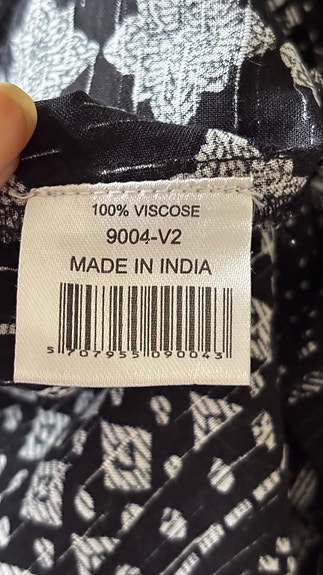 100% VISCOSE
9004-V2
MADE IN INDIA
5 707955 090043